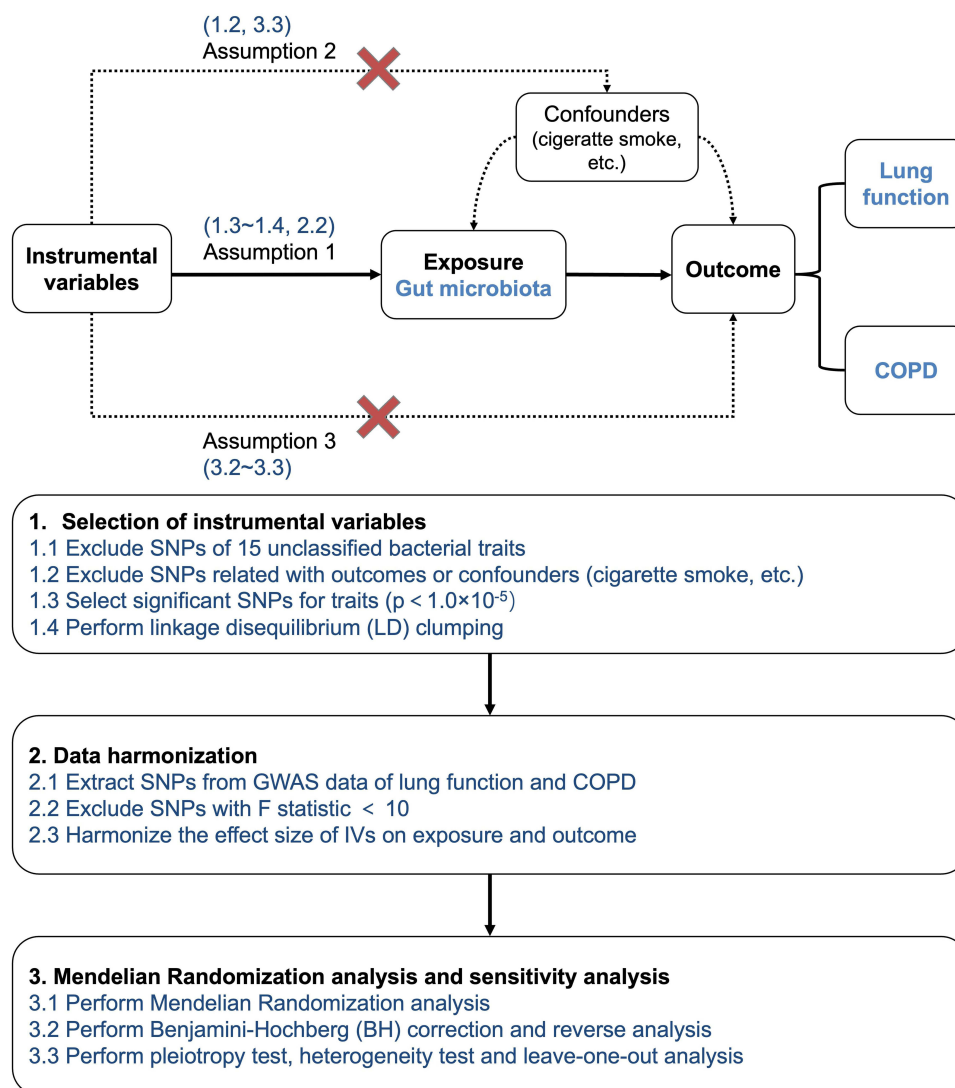 (1.2, 3.3)
Assumption 2
Confounders
(cigeratte smoke,
etc.)
Lung
function
(1.3~1.4, 2.2)
Assumption 1
Instrumental
variables
Exposure
Gut microbiota
Outcome
COPD
Assumption 3
(3.2~3.3)
1. Selection of instrumental variables
1.1 Exclude SNPs of 15 unclassified bacterial traits
1.2 Exclude SNPs related with outcomes or confounders (cigarette smoke, etc.)
1.3 Select significant SNPs for traits (p < 1.0×10⁻⁵)
1.4 Perform linkage disequilibrium (LD) clumping
2. Data harmonization
2.1 Extract SNPs from GWAS data of lung function and COPD
2.2 Exclude SNPs with F statistic < 10
2.3 Harmonize the effect size of IVs on exposure and outcome
3. Mendelian Randomization analysis and sensitivity analysis
3.1 Perform Mendelian Randomization analysis
3.2 Perform Benjamini-Hochberg (BH) correction and reverse analysis
3.3 Perform pleiotropy test, heterogeneity test and leave-one-out analysis